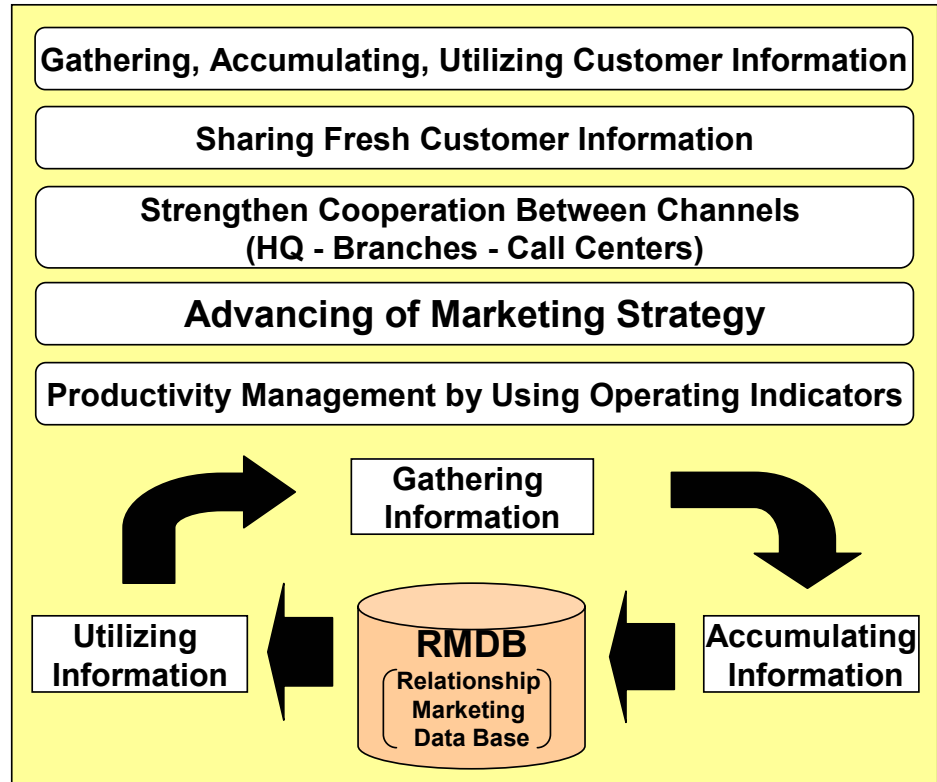 Gathering, Accumulating, Utilizing Customer Information
Sharing Fresh Customer Information
Strengthen Cooperation Between Channels
(HQ - Branches - Call Centers)
Advancing of Marketing Strategy
Productivity Management by Using Operating Indicators
Gathering
Information
Utilizing
Information
RMDB
(Relationship
Marketing
Data Base)
Accumulating
Information